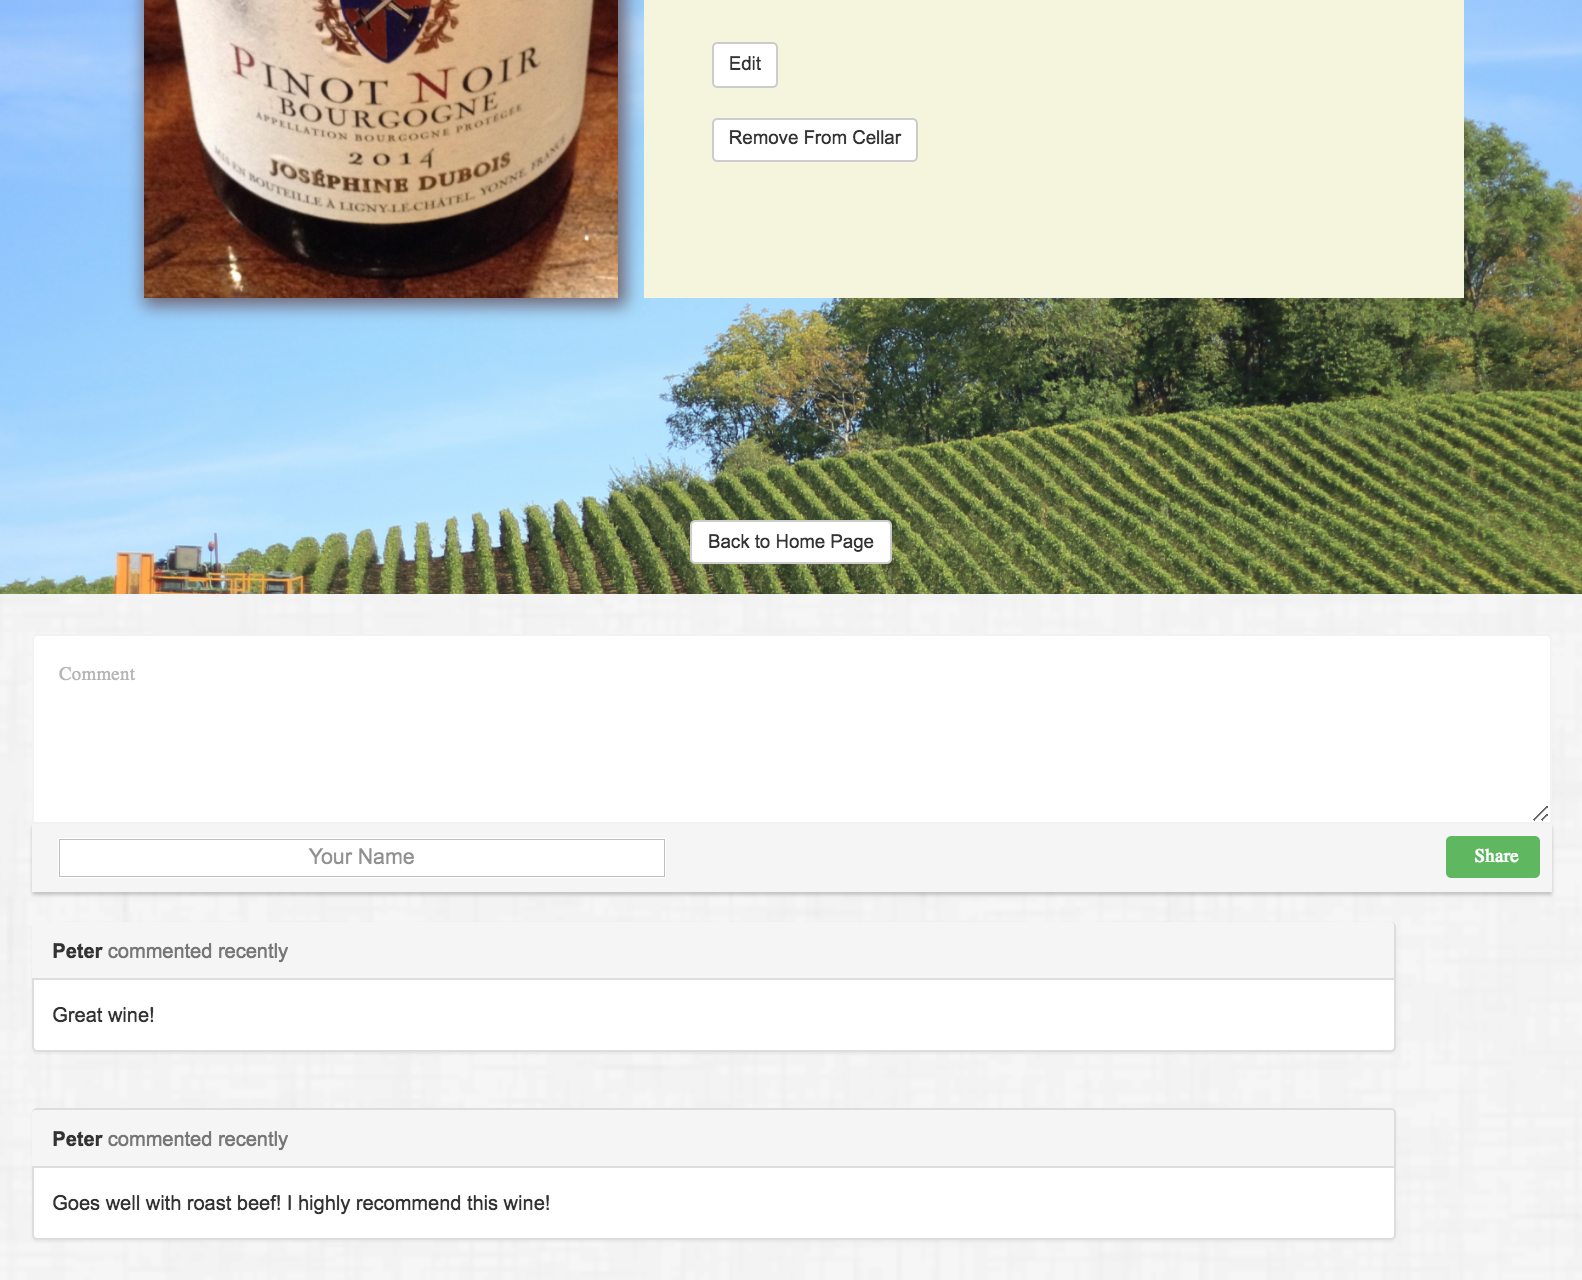 PINOT NOIR
BOURGOGNE
APPELLATION BOURGOGNE PROTÉGÉE
2014
JOSÉPHINE DUBOIS
MIS EN BOUTEILLE À LIGNY-LE-CHÂTEL, YONNE, FRANCE
Edit
Remove From Cellar
Back to Home Page
Comment
Your Name
Share
Peter commented recently
Great wine!
Peter commented recently
Goes well with roast beef! I highly recommend this wine!